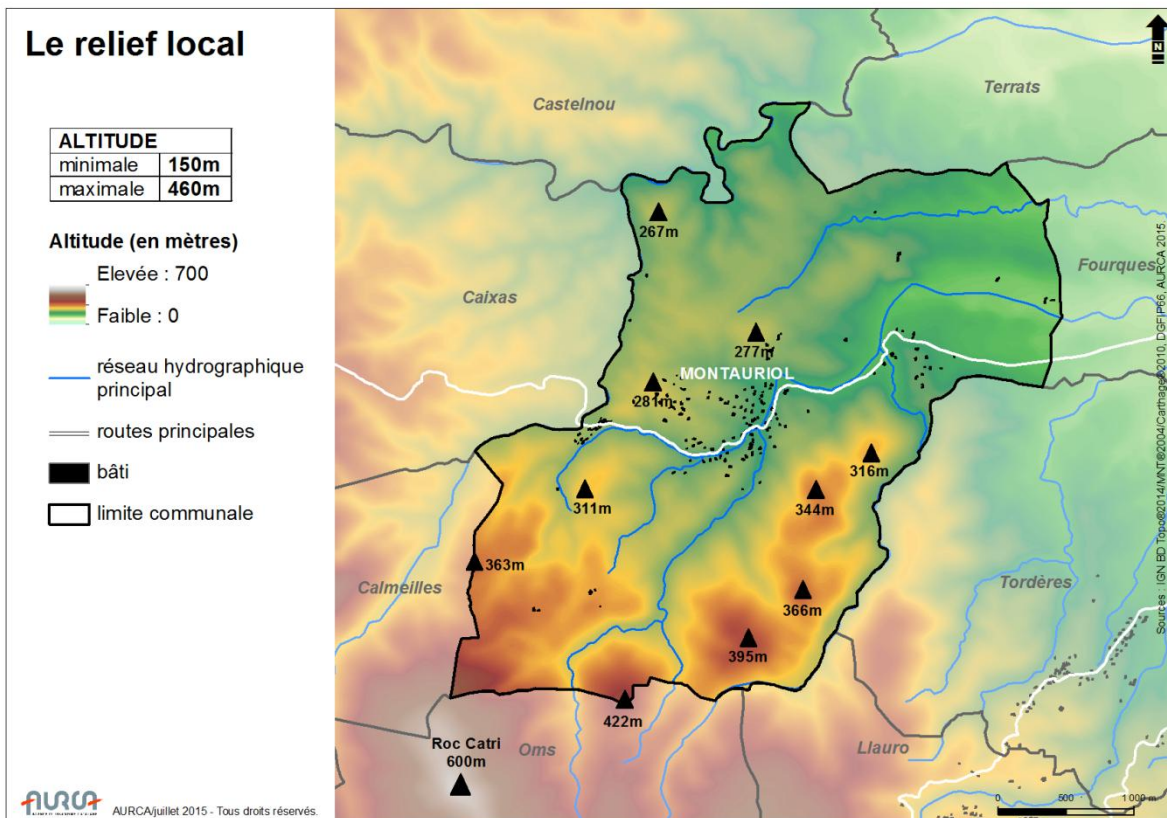 Le relief local
ALTITUDE
minimale 150m
maximale 460m
Altitude (en mètres)
Elevée : 700
Faible : 0
réseau hydrographique
principal
routes principales
bâti
limite communale
AURCA
AURCA/juillet 2015 - Tous droits réservés.
N
Castelnou
Terrats
267m
Fourques
Caixas
277m
MONTAURIOL
281m
316m
311m
344m
363m
Calmeilles
Tordères
366m
395m
422m
Roc Catri
600m
Oms
Llauro
0 500 1 000 m
Sources : IGN BD Topo®2014/MNT®2004/Carthage®2010, DGFIP66, AURCA 2015.